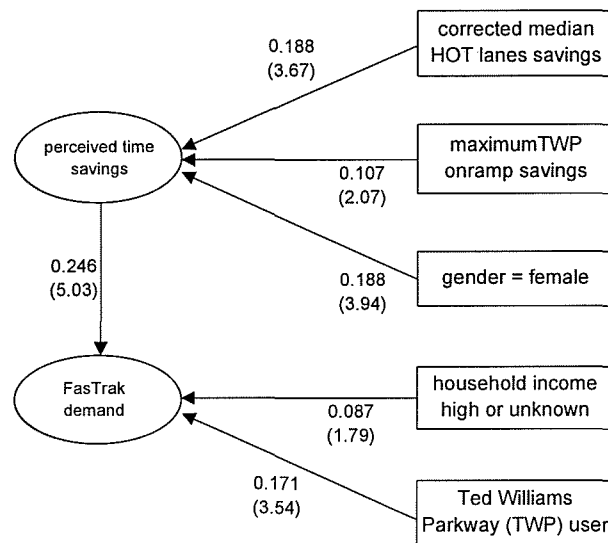 corrected median
HOT lanes savings
0.188
(3.67)
perceived time
savings
maximumTWP
onramp savings
0.107
(2.07)
0.246
(5.03)
0.188
(3.94)
gender = female
FasTrak
demand
household income
high or unknown
0.087
(1.79)
0.171
(3.54)
Ted Williams
Parkway (TWP) user